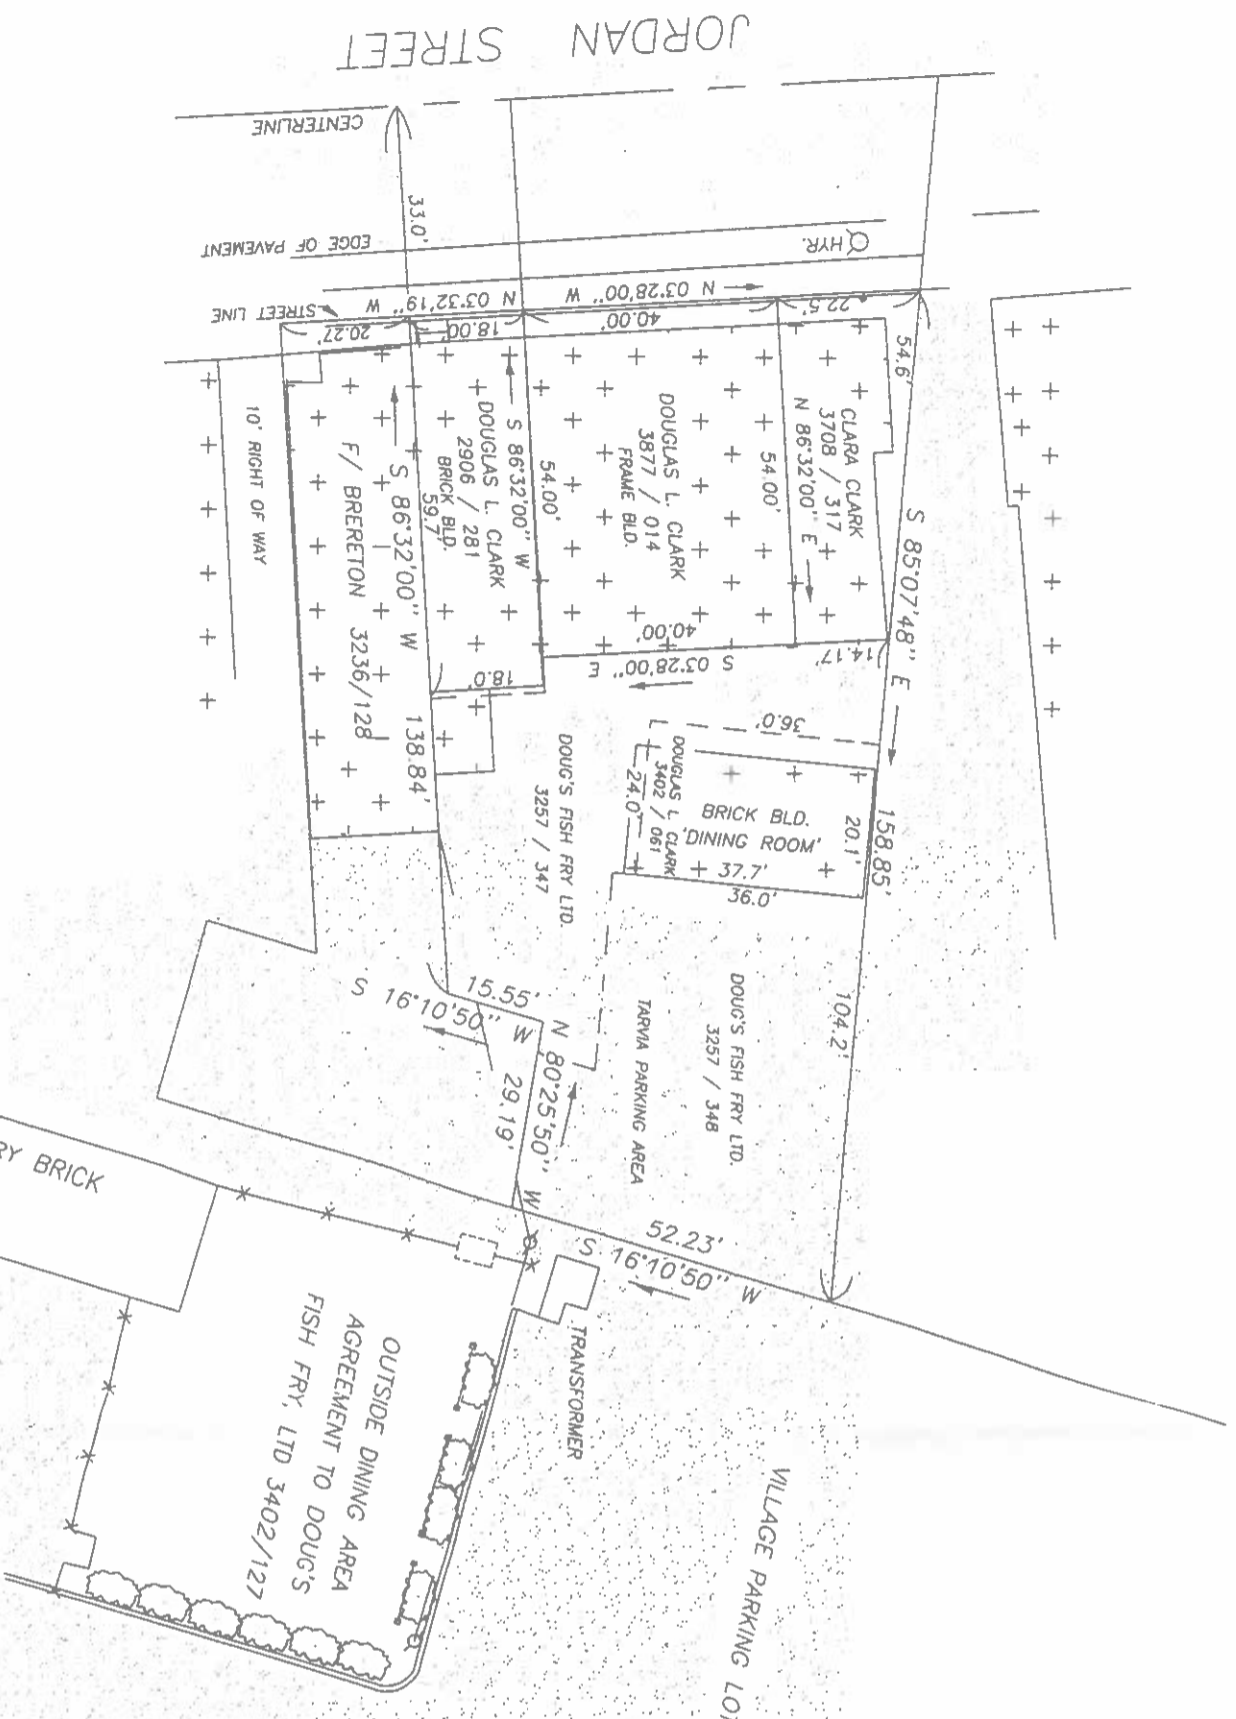 JORDAN STREET
CENTERLINE
33.0'
EDGE OF PAVEMENT
HYR.
STREET LINE
N 03°32'19" W
N 03°28'00" W
20.27'
18.00'
40.00'
22.5'
54.6'
10' RIGHT OF WAY
F/ BRERETON 3236/128
S 86°32'00" W 138.84'
59.7'
DOUGLAS L. CLARK
2906 / 281
BRICK BLD.
S 86°32'00" W
54.00'
DOUGLAS L. CLARK
3877 / 014
FRAME BLD.
54.00'
CLARA CLARK
3708 / 317
N 86°32'00" E
S 85°07'48" E 158.85'
18.0'
40.00'
S 03°28'00" E
14.17'
36.0'
DOUG'S FISH FRY LTD.
3257 / 347
DOUGLAS L. CLARK
3402 / 061
24.0'
BRICK BLD.
'DINING ROOM'
20.1'
37.7'
36.0'
DOUG'S FISH FRY LTD.
3257 / 348
TARVIA PARKING AREA
104.2'
15.55'
S 16°10'50" W
N 80°25'50" W
29.19'
52.23'
S 16°10'50" W
RY BRICK
TRANSFORMER
OUTSIDE DINING AREA
AGREEMENT TO DOUG'S
FISH FRY, LTD 3402/127
VILLAGE PARKING LO